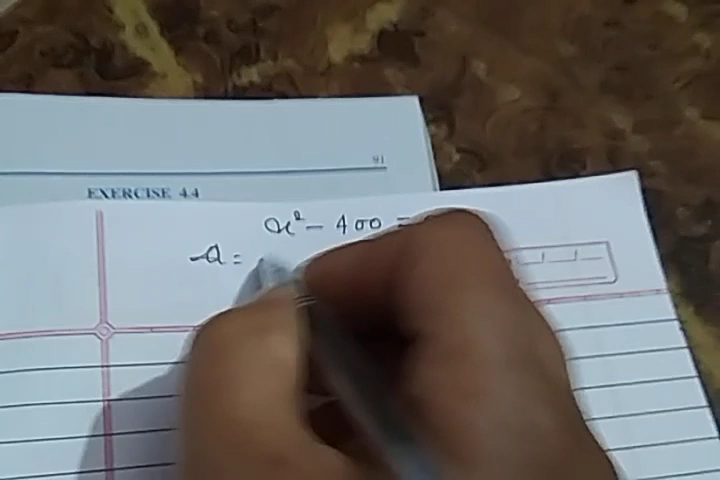 91
EXERCISE 4.4
x² - 400 =
a =